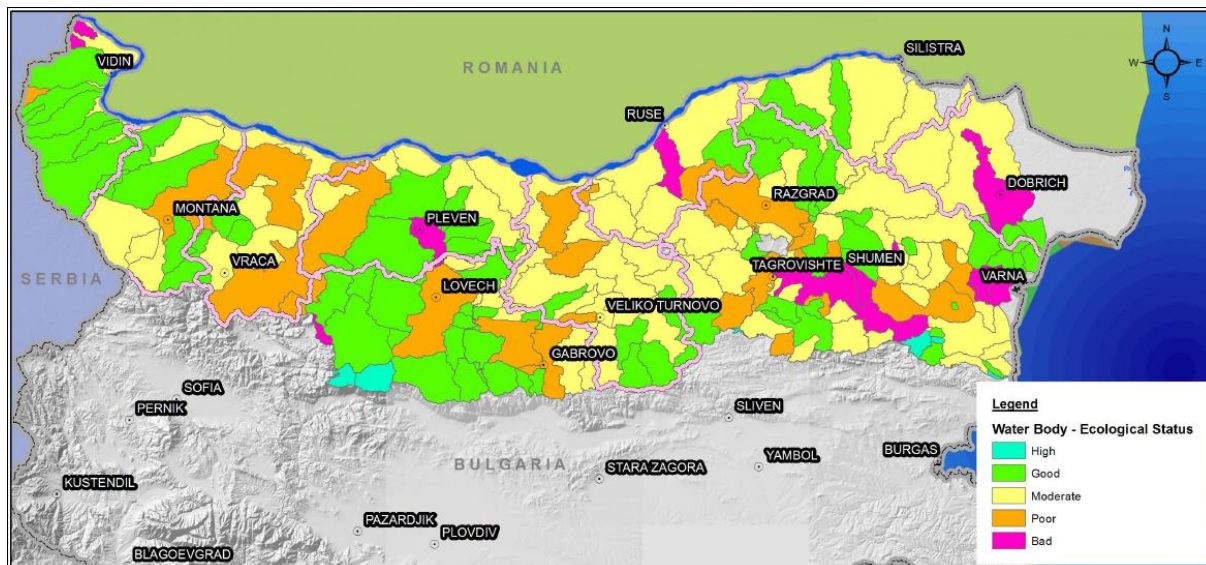 N
W E
S
SILISTRA
VIDIN
ROMANIA
RUSE
DOBRICH
RAZGRAD
MONTANA
PLEVEN
SHUMEN
VRACA
TAGROVISHTE
VARNA
SERBIA
LOVECH
VELIKO TURNOVO
GABROVO
SOFIA
PERNIK
SLIVEN
BULGARIA
STARA ZAGORA
YAMBOL
BURGAS
KUSTENDIL
PAZARDJIK
PLOVDIV
BLAGOEVGRAD
Legend
Water Body - Ecological Status
High
Good
Moderate
Poor
Bad